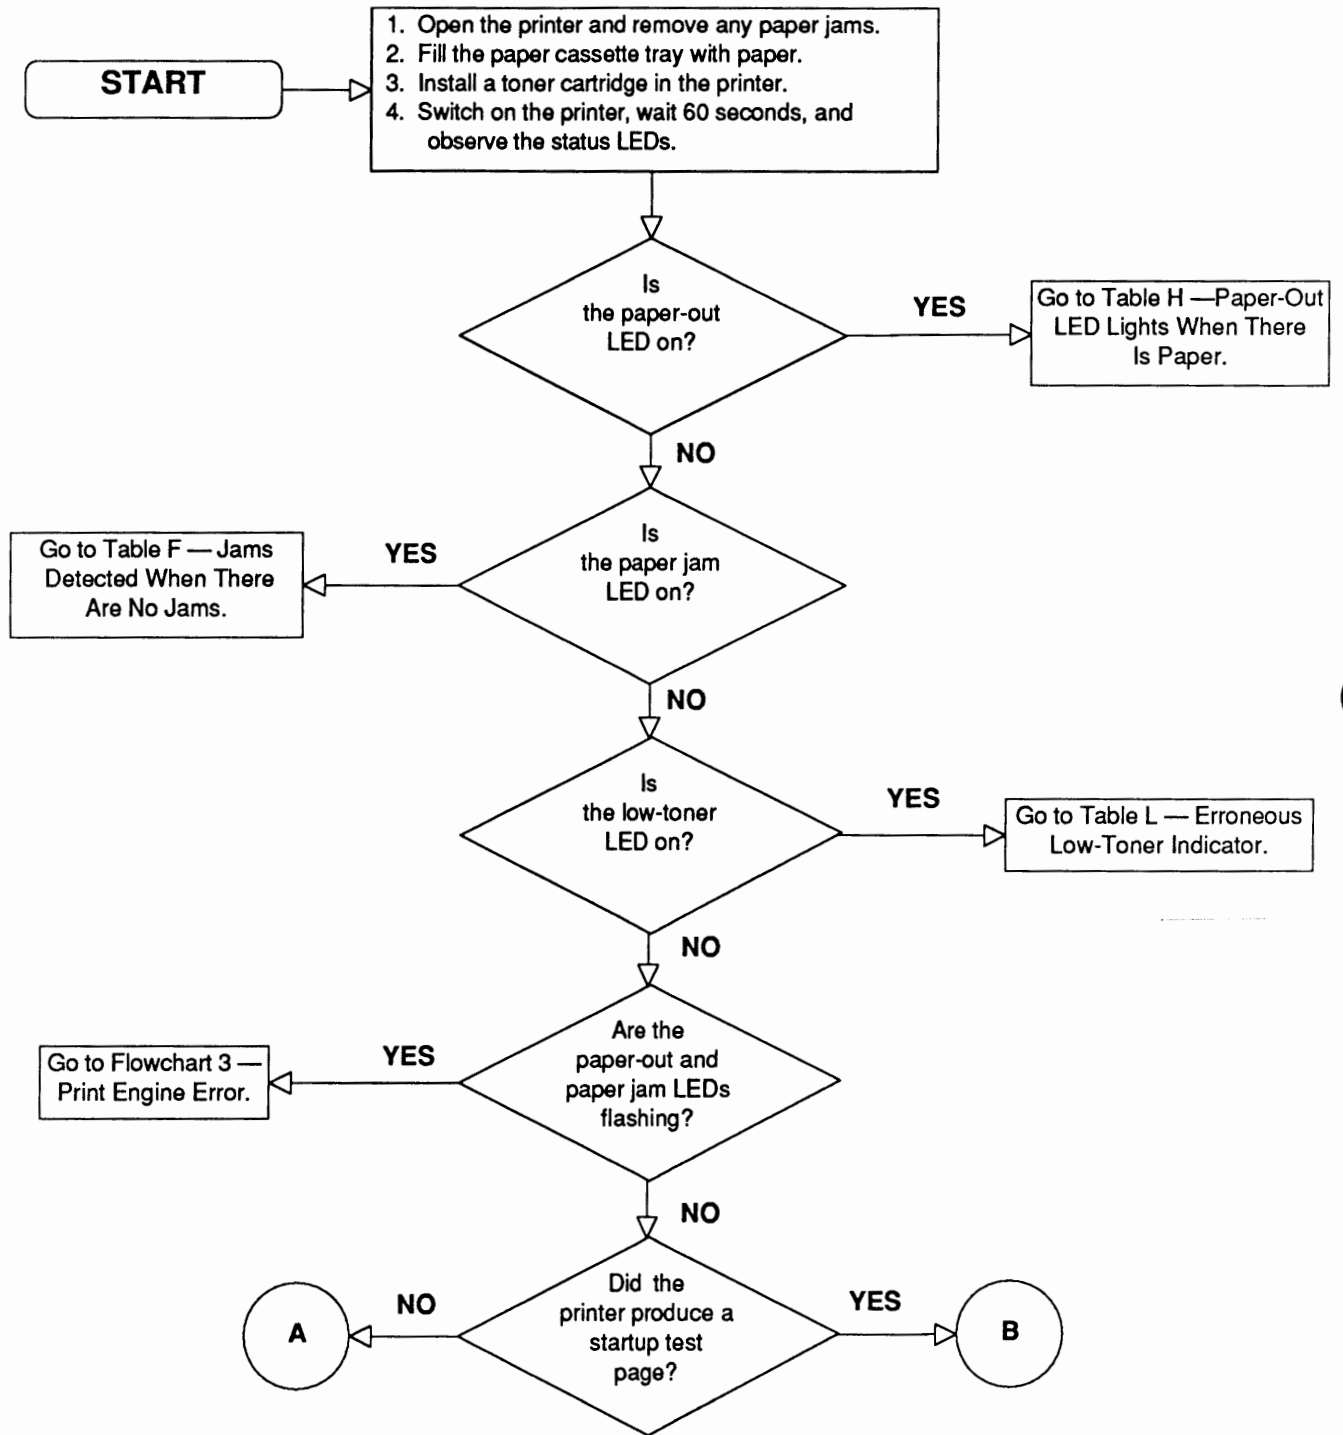 START
1. Open the printer and remove any paper jams.
2. Fill the paper cassette tray with paper.
3. Install a toner cartridge in the printer.
4. Switch on the printer, wait 60 seconds, and
observe the status LEDs.
Is
the paper-out
LED on?
YES
Go to Table H —Paper-Out
LED Lights When There
Is Paper.
NO
Is
the paper jam
LED on?
YES
Go to Table F — Jams
Detected When There
Are No Jams.
NO
Is
the low-toner
LED on?
YES
Go to Table L — Erroneous
Low-Toner Indicator.
NO
Are the
paper-out and
paper jam LEDs
flashing?
YES
Go to Flowchart 3 —
Print Engine Error.
NO
Did the
printer produce a
startup test
page?
NO
A
YES
B